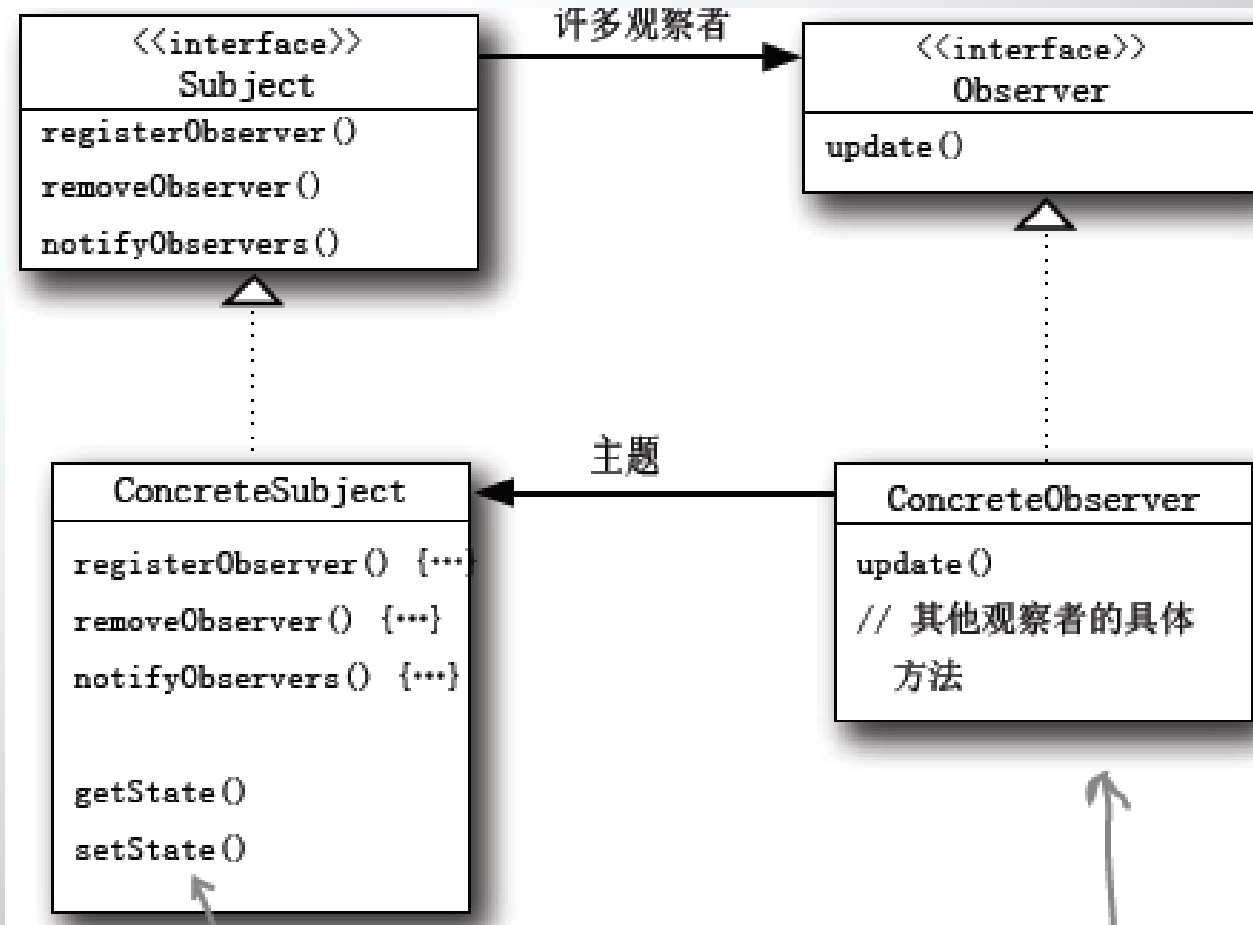 <<interface>>
Subject
registerObserver()
removeObserver()
notifyObservers()
许多观察者
<<interface>>
Observer
update()
主题
ConcreteSubject
registerObserver() {…}
removeObserver() {…}
notifyObservers() {…}
getState()
setState()
ConcreteObserver
update()
// 其他观察者的具体
方法